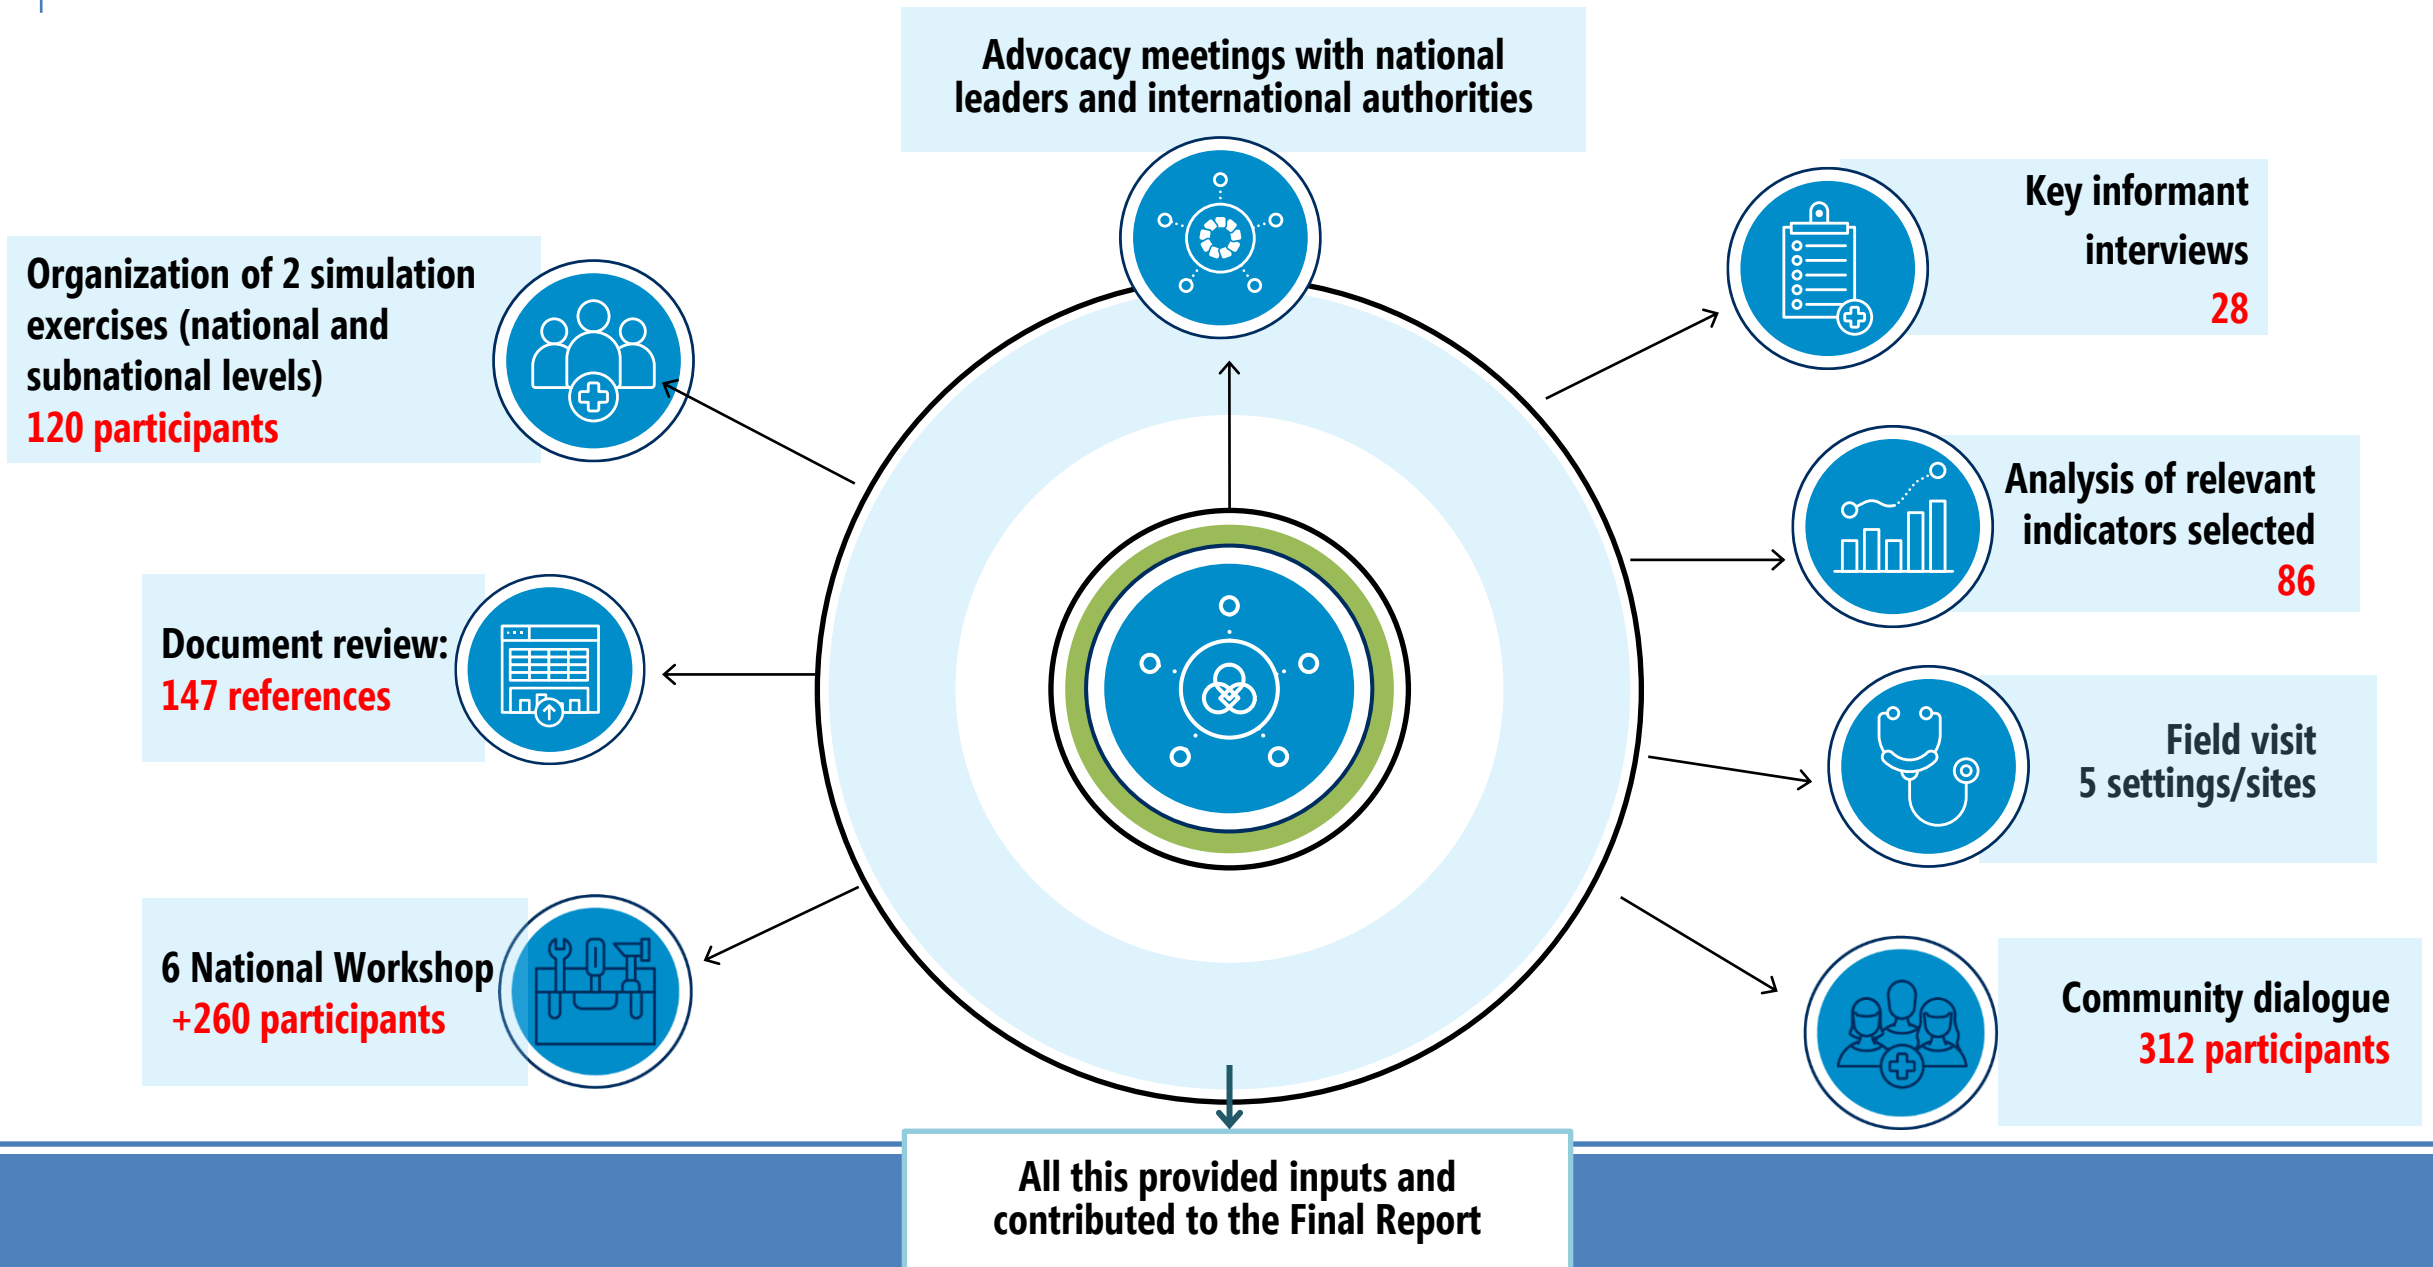 Advocacy meetings with national
leaders and international authorities
Organization of 2 simulation
exercises (national and
subnational levels)
120 participants
Document review:
147 references
6 National Workshop
+260 participants
Key informant
interviews
28
Analysis of relevant
indicators selected
86
Field visit
5 settings/sites
Community dialogue
312 participants
All this provided inputs and
contributed to the Final Report